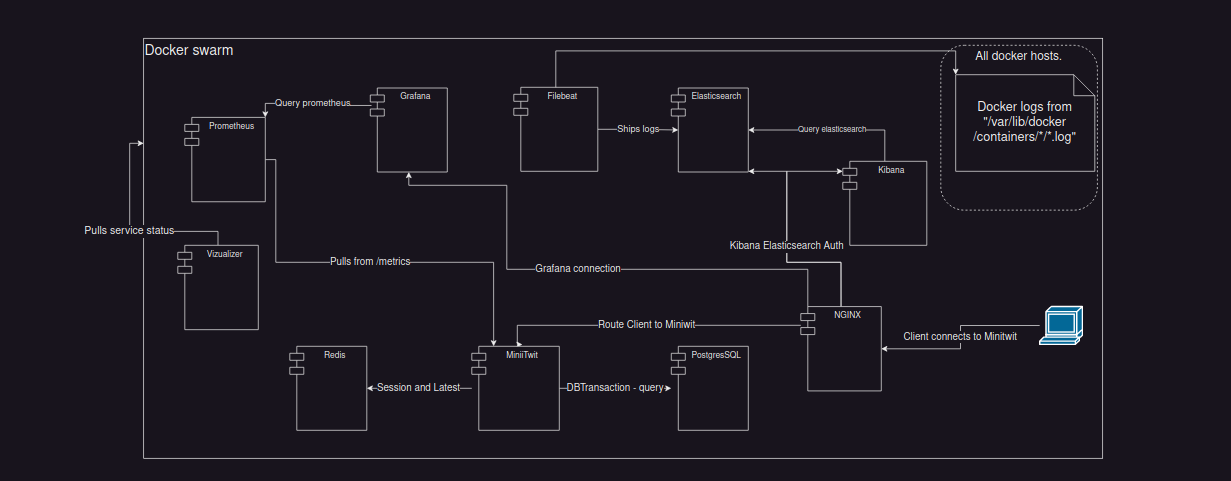 Docker swarm
All docker hosts.
Docker logs from
"/var/lib/docker
/containers/*/*.log"
Grafana
Filebeat
Elasticsearch
Query prometheus
Prometheus
Ships logs
Query elasticsearch
Kibana
Pulls service status
Vizualizer
Kibana Elasticsearch Auth
Pulls from /metrics
Grafana connection
NGINX
Route Client to Miniwit
Client connects to Minitwit
Redis
MiniiTwit
PostgresSQL
Session and Latest
DBTransaction - query